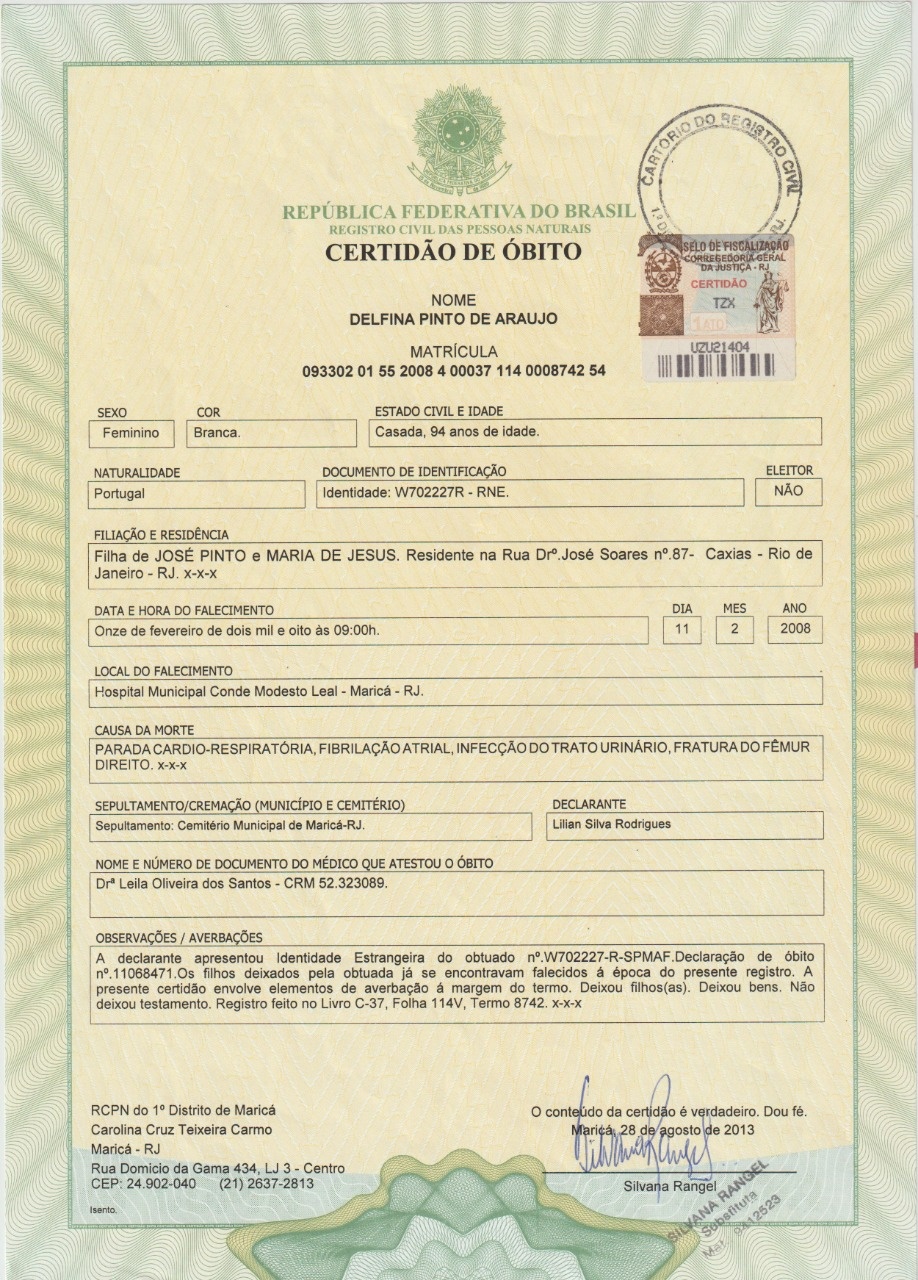 REPÚBLICA FEDERATIVA DO BRASIL
REGISTRO CIVIL DAS PESSOAS NATURAIS
CERTIDÃO DE ÓBITO
CARTÓRIO DO REGISTRO CIVIL
SELO DE FISCALIZAÇÃO
CORREGEDORIA GERAL
DA JUSTIÇA - RJ
CERTIDÃO
TZX
1 ATO
UZU21404
NOME
DELFINA PINTO DE ARAUJO
MATRÍCULA
093302 01 55 2008 4 00037 114 0008742 54
SEXO COR ESTADO CIVIL E IDADE
Feminino Branca. Casada, 94 anos de idade.
NATURALIDADE DOCUMENTO DE IDENTIFICAÇÃO ELEITOR
Portugal Identidade: W702227R - RNE. NÃO
FILIAÇÃO E RESIDÊNCIA
Filha de JOSÉ PINTO e MARIA DE JESUS. Residente na Rua Drº.José Soares nº.87- Caxias - Rio de
Janeiro - RJ. x-x-x
DATA E HORA DO FALECIMENTO DIA MES ANO
Onze de fevereiro de dois mil e oito às 09:00h. 11 2 2008
LOCAL DO FALECIMENTO
Hospital Municipal Conde Modesto Leal - Maricá - RJ.
CAUSA DA MORTE
PARADA CARDIO-RESPIRATÓRIA, FIBRILAÇÃO ATRIAL, INFECÇÃO DO TRATO URINÁRIO, FRATURA DO FÊMUR
DIREITO. x-x-x
SEPULTAMENTO/CREMAÇÃO (MUNICÍPIO E CEMITÉRIO) DECLARANTE
Sepultamento: Cemitério Municipal de Maricá-RJ. Lilian Silva Rodrigues
NOME E NÚMERO DE DOCUMENTO DO MÉDICO QUE ATESTOU O ÓBITO
Drª Leila Oliveira dos Santos - CRM 52.323089.
OBSERVAÇÕES / AVERBAÇÕES
A declarante apresentou Identidade Estrangeira do obtuado nº.W702227-R-SPMAF.Declaração de óbito
nº.11068471.Os filhos deixados pela obtuada já se encontravam falecidos á época do presente registro. A
presente certidão envolve elementos de averbação á margem do termo. Deixou filhos(as). Deixou bens. Não
deixou testamento. Registro feito no Livro C-37, Folha 114V, Termo 8742. x-x-x
RCPN do 1º Distrito de Maricá
Carolina Cruz Teixeira Carmo
Maricá - RJ
Rua Domicio da Gama 434, LJ 3 - Centro
CEP: 24.902-040 (21) 2637-2813
Isento.
O conteúdo da certidão é verdadeiro. Dou fé.
Maricá, 28 de agosto de 2013
Silvana Rangel
Silvana Rangel
SILVANA RANGEL
Substituta